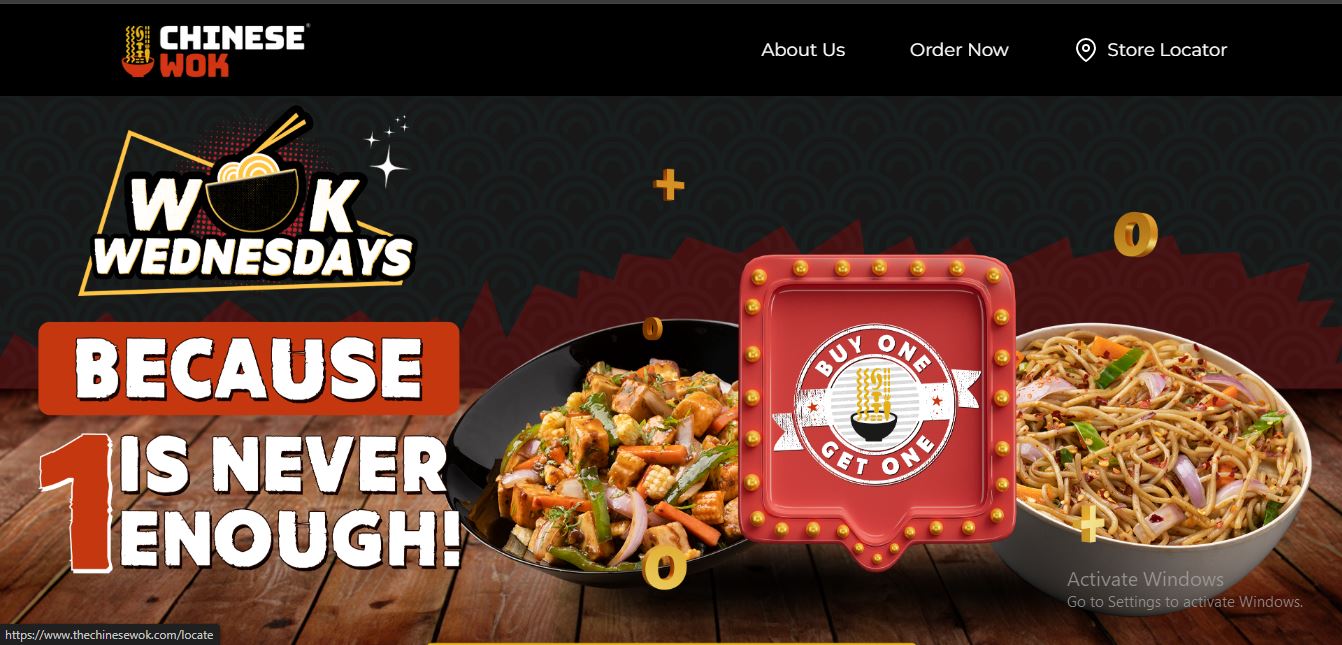 CHINESE
WOK
About Us
Order Now
Store Locator
WOK
WEDNESDAYS
BECAUSE
1 IS NEVER
ENOUGH!
BUY ONE
GET ONE
Activate Windows
Go to Settings to activate Windows.
https://www.thechinesewok.com/locate